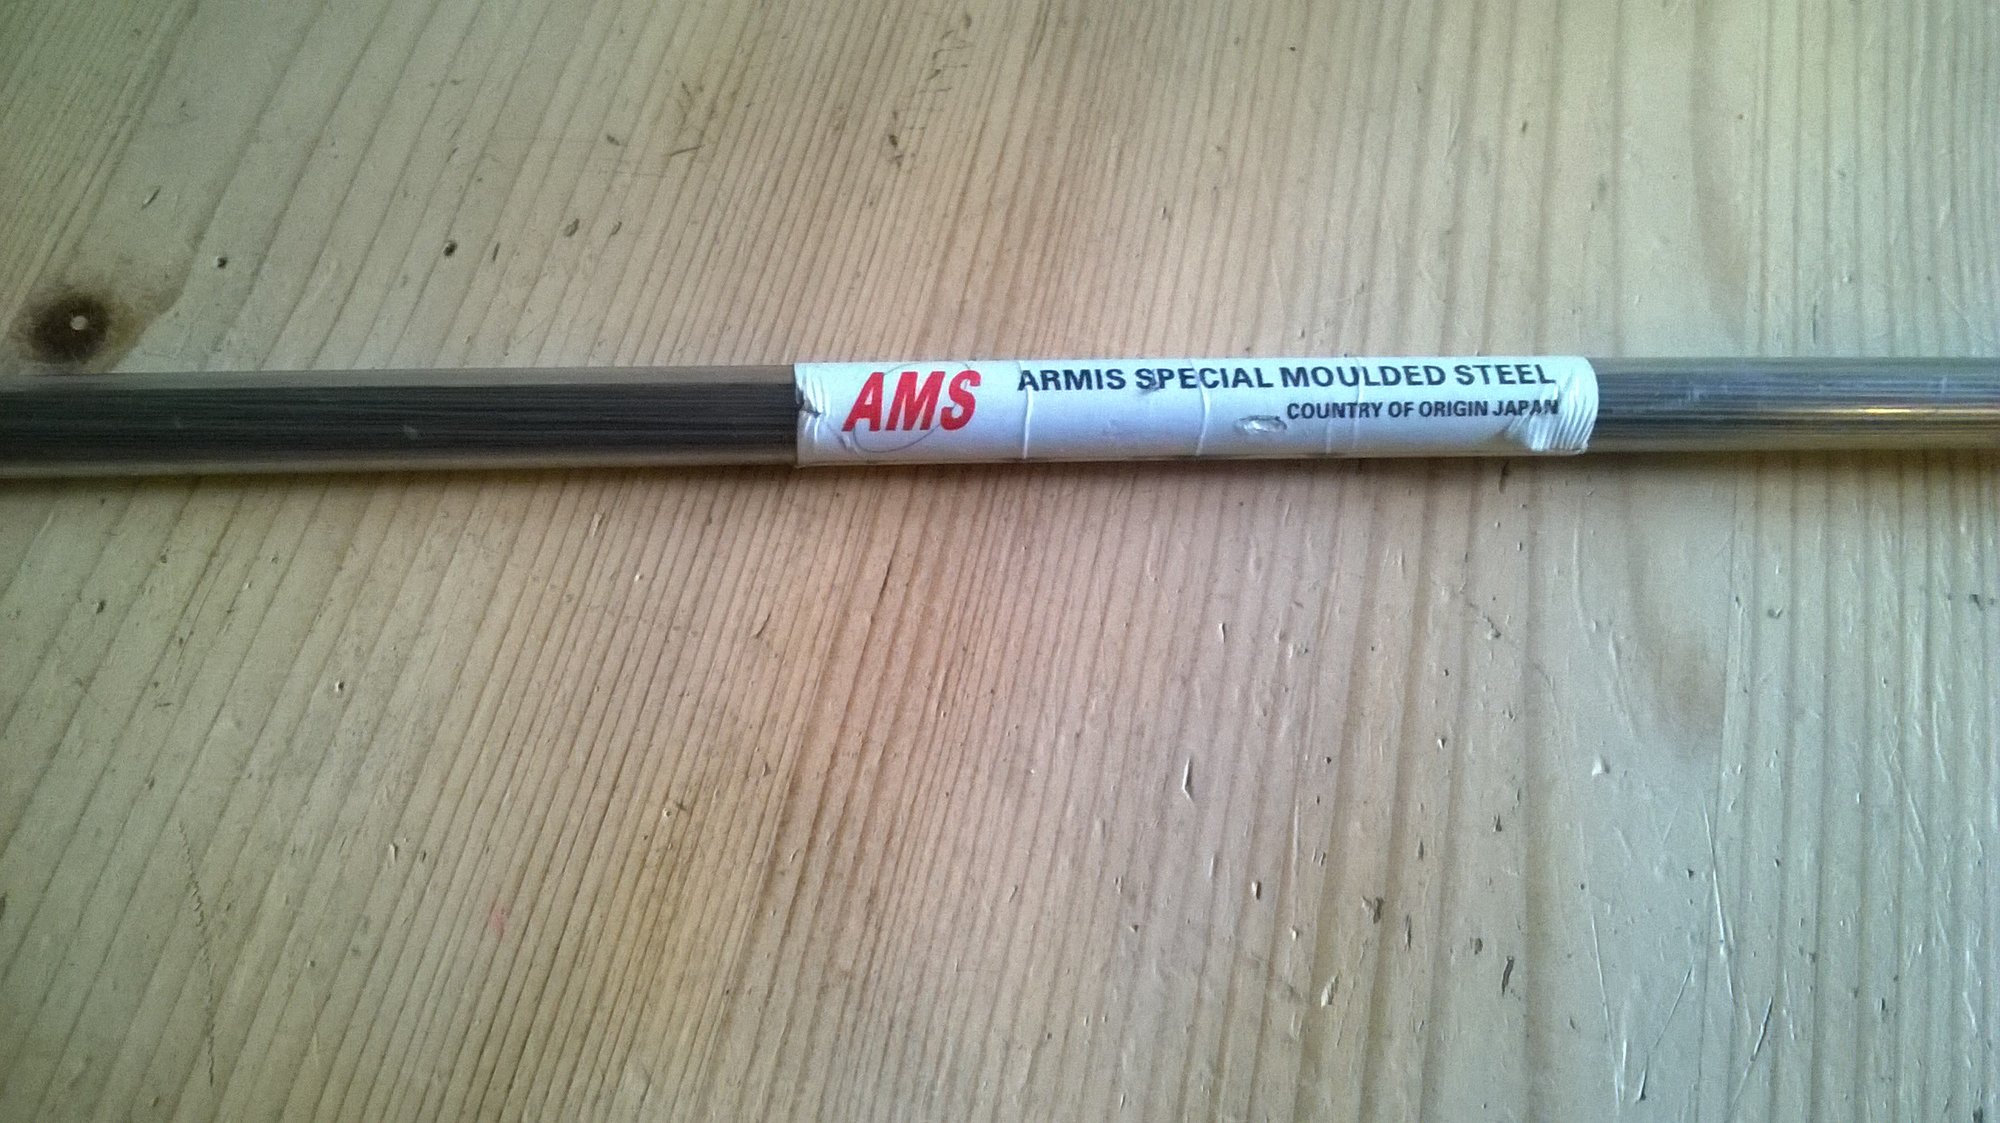 AMS
ARMIS SPECIAL MOULDED STEEL
COUNTRY OF ORIGIN JAPAN